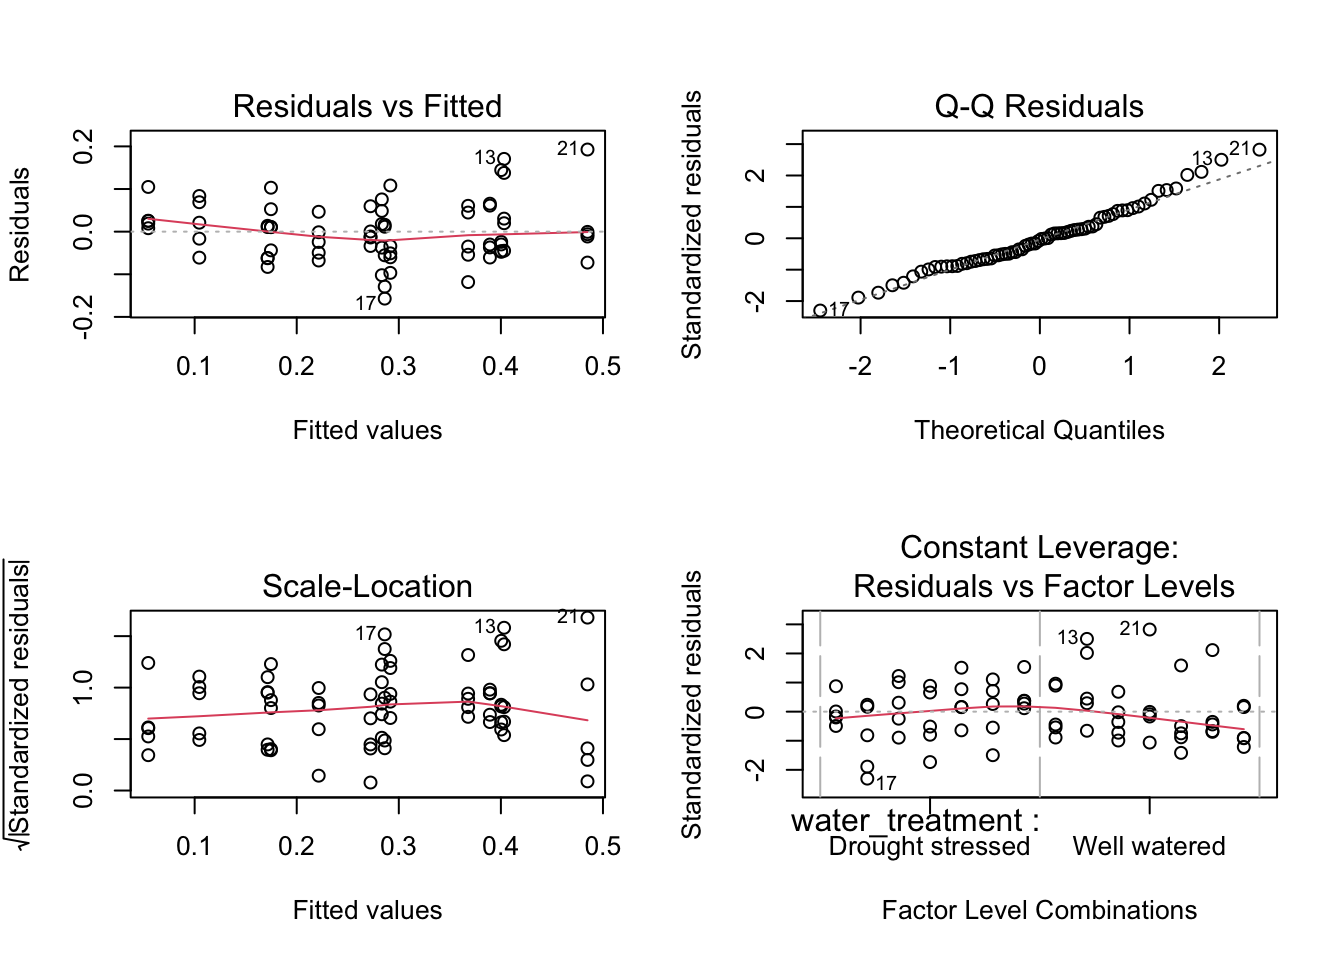 Residuals vs Fitted
Residuals
0.2
0.0
-0.2
13
21
17
0.1 0.2 0.3 0.4 0.5
Fitted values
Q-Q Residuals
Standardized residuals
2
0
-2
13 21
17
-2 -1 0 1 2
Theoretical Quantiles
Scale-Location
√|Standardized residuals|
1.0
0.0
17
13
21
0.1 0.2 0.3 0.4 0.5
Fitted values
Constant Leverage:
Residuals vs Factor Levels
Standardized residuals
2
0
-2
13
21
17
water_treatment :
Drought stressed Well watered
Factor Level Combinations